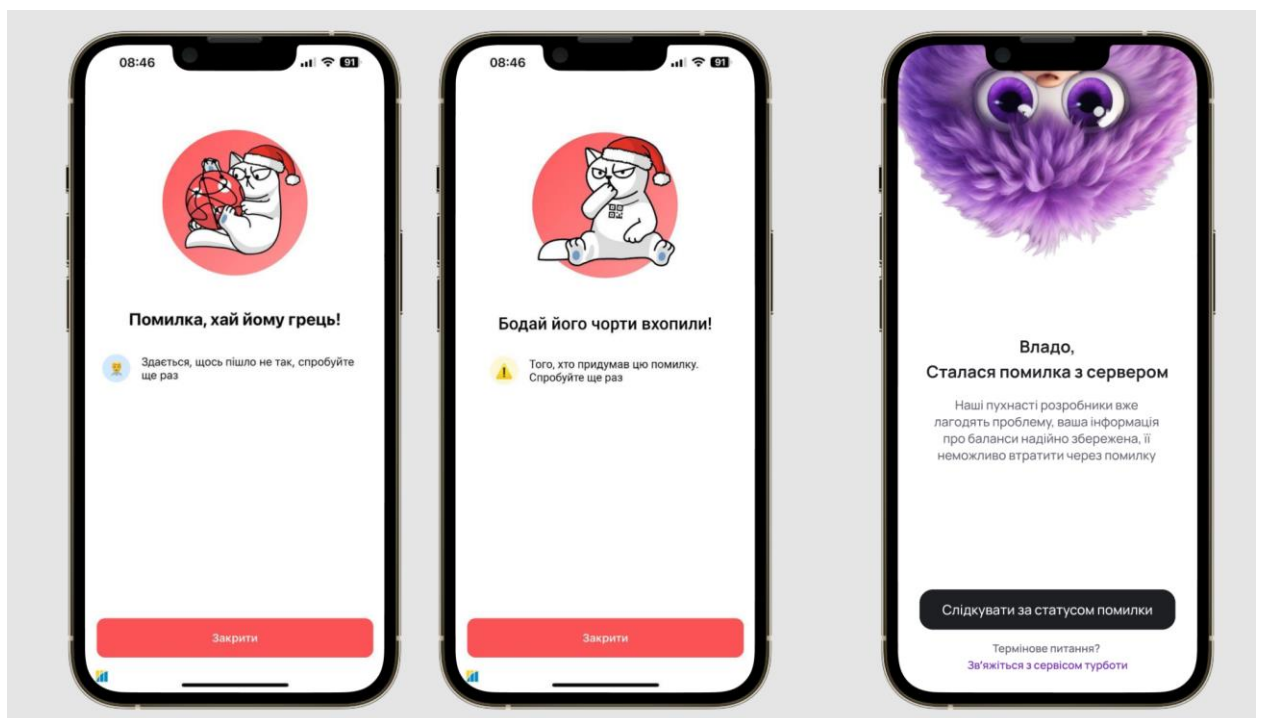 08:46
91
Помилка, хай йому грець!
Здається, щось пішло не так, спробуйте
ще раз
Закрити
08:46
91
Бодай його чорти вхопили!
Того, хто придумав цю помилку.
Спробуйте ще раз
Закрити
Владо,
Сталася помилка з сервером
Наші пухнасті розробники вже
лагодять проблему, ваша інформація
про баланси надійно збережена, її
неможливо втратити через помилку
Слідкувати за статусом помилки
Термінове питання?
Зв'яжіться з сервісом турботи